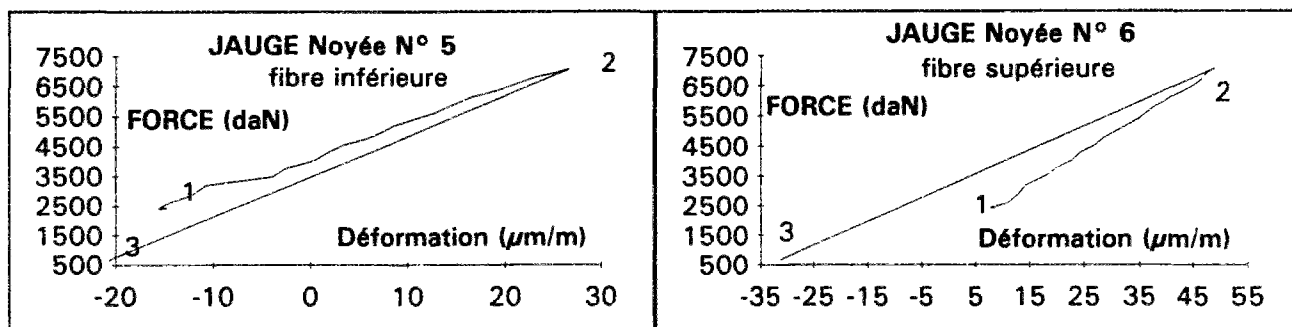 JAUGE Noyée N° 5
fibre inférieure
2
7500
6500
5500
4500
3500
2500
1500
500
FORCE (daN)
1
3
Déformation (µm/m)
-20 -10 0 10 20 30
JAUGE Noyée N° 6
fibre supérieure
7500
6500
5500
4500
3500
2500
1500
500
FORCE (daN)
2
1
3
Déformation (µm/m)
-35 -25 -15 -5 5 15 25 35 45 55